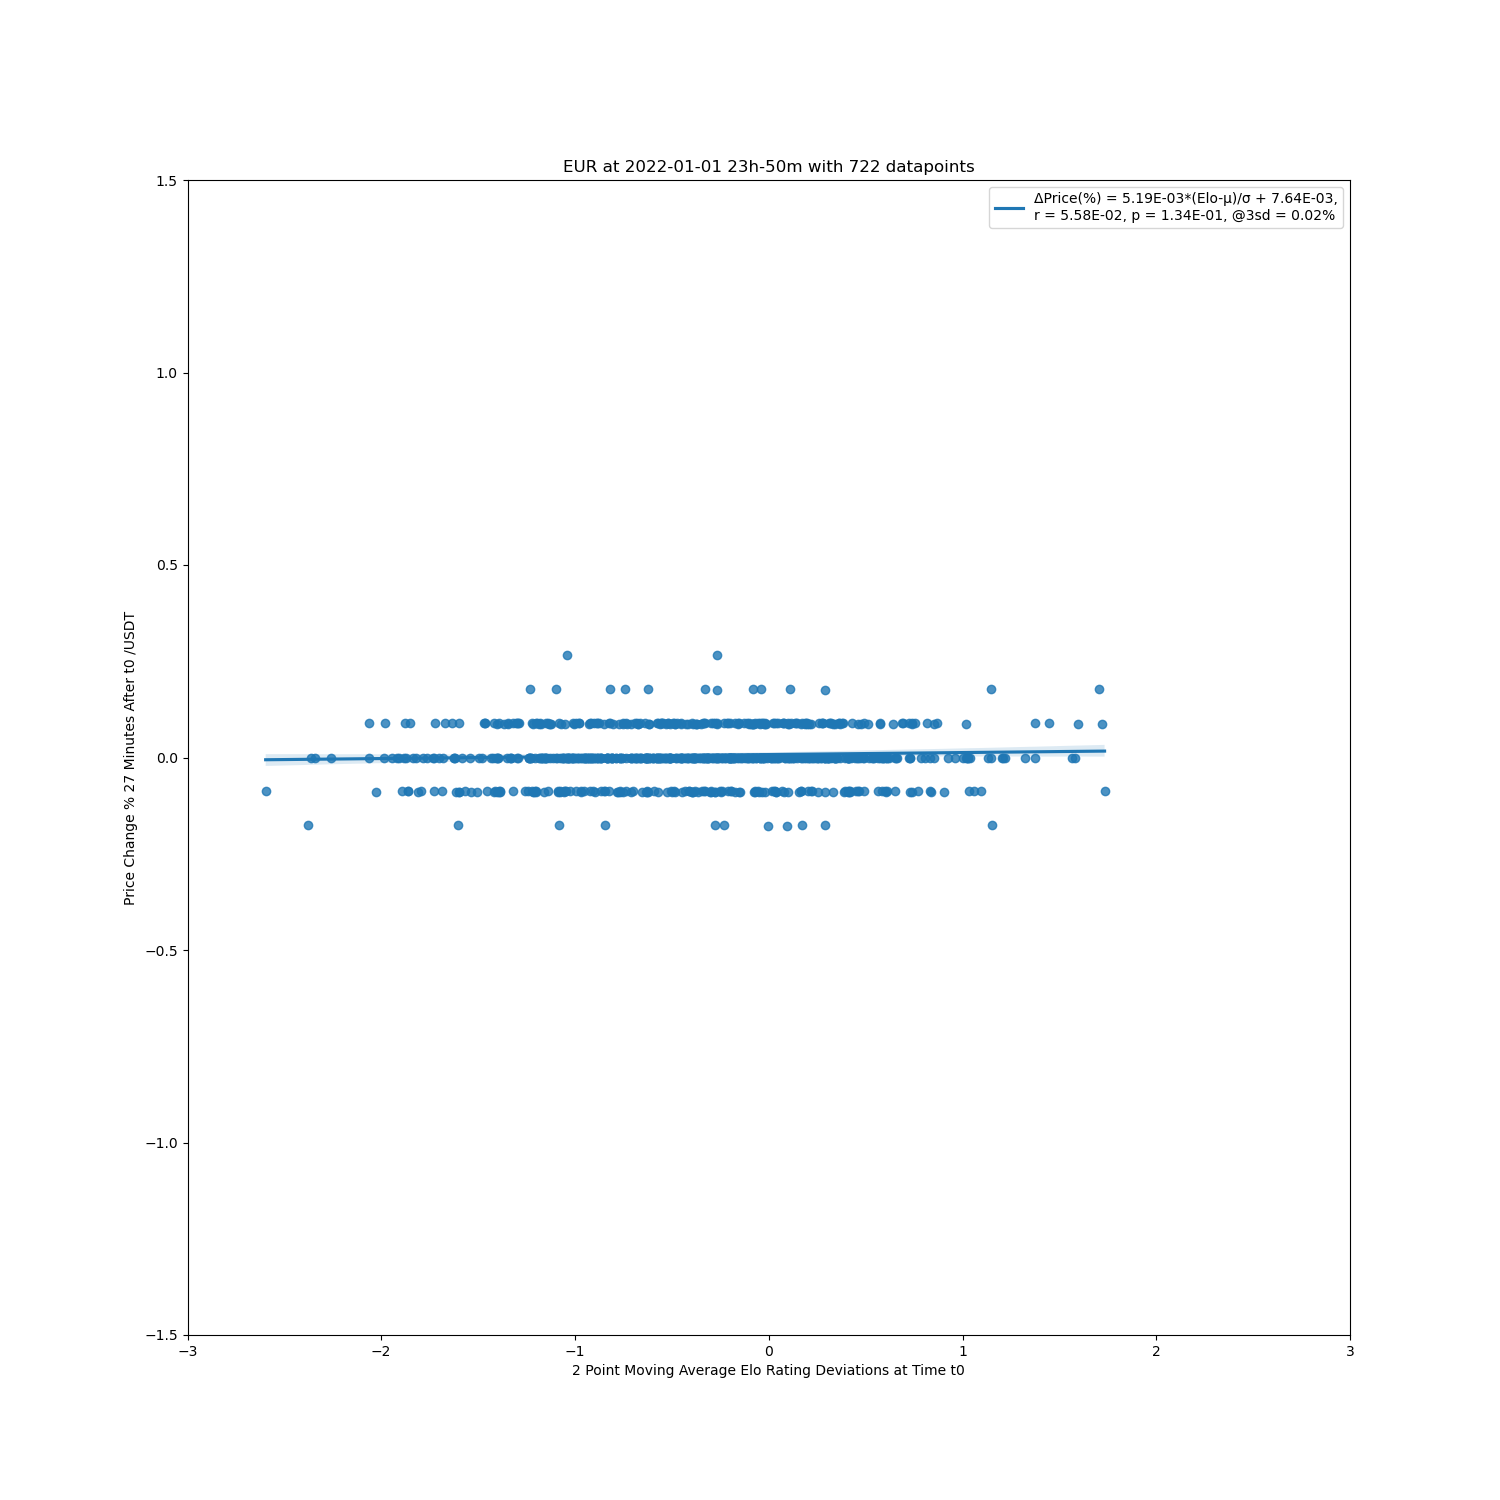 EUR at 2022-01-01 23h-50m with 722 datapoints
ΔPrice(%) = 5.19E-03*(Elo-μ)/σ + 7.64E-03,
r = 5.58E-02, p = 1.34E-01, @3sd = 0.02%
Price Change % 27 Minutes After t0 /USDT
1.5
1.0
0.5
0.0
−0.5
−1.0
−1.5
−3
−2
−1
0
1
2
3
2 Point Moving Average Elo Rating Deviations at Time t0